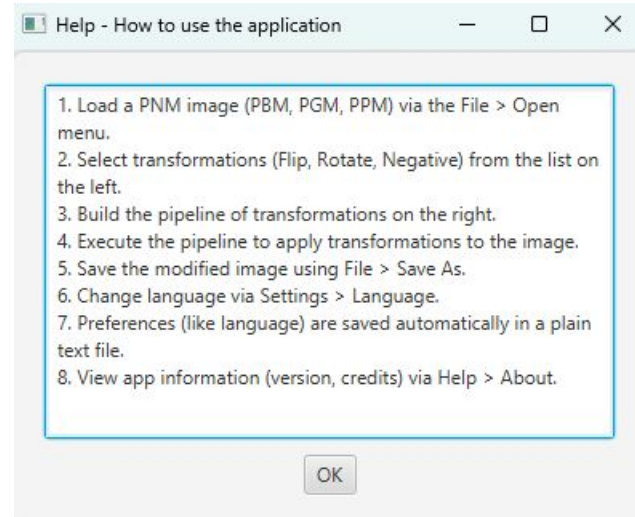 Help - How to use the application
1. Load a PNM image (PBM, PGM, PPM) via the File > Open
menu.
2. Select transformations (Flip, Rotate, Negative) from the list on
the left.
3. Build the pipeline of transformations on the right.
4. Execute the pipeline to apply transformations to the image.
5. Save the modified image using File > Save As.
6. Change language via Settings > Language.
7. Preferences (like language) are saved automatically in a plain
text file.
8. View app information (version, credits) via Help > About.
OK